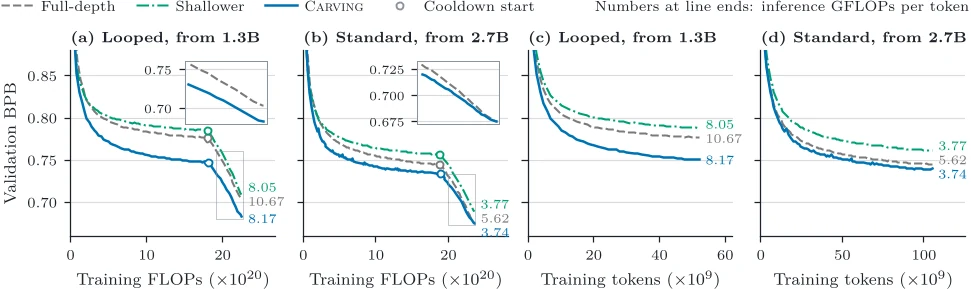 Full-depth Shallower CARVING Cooldown start Numbers at line ends: inference GFLOPs per token
(a) Looped, from 1.3B (b) Standard, from 2.7B (c) Looped, from 1.3B (d) Standard, from 2.7B
Validation BPB
0.85
0.80
0.75
0.70
0.75
0.70
8.05
10.67
8.17
0 10 20
Training FLOPs (×10²⁰)
0.725
0.700
0.675
3.77
5.62
3.74
0 10 20
Training FLOPs (×10²⁰)
8.05
10.67
8.17
0 20 40 60
Training tokens (×10⁹)
3.77
5.62
3.74
0 50 100
Training tokens (×10⁹)